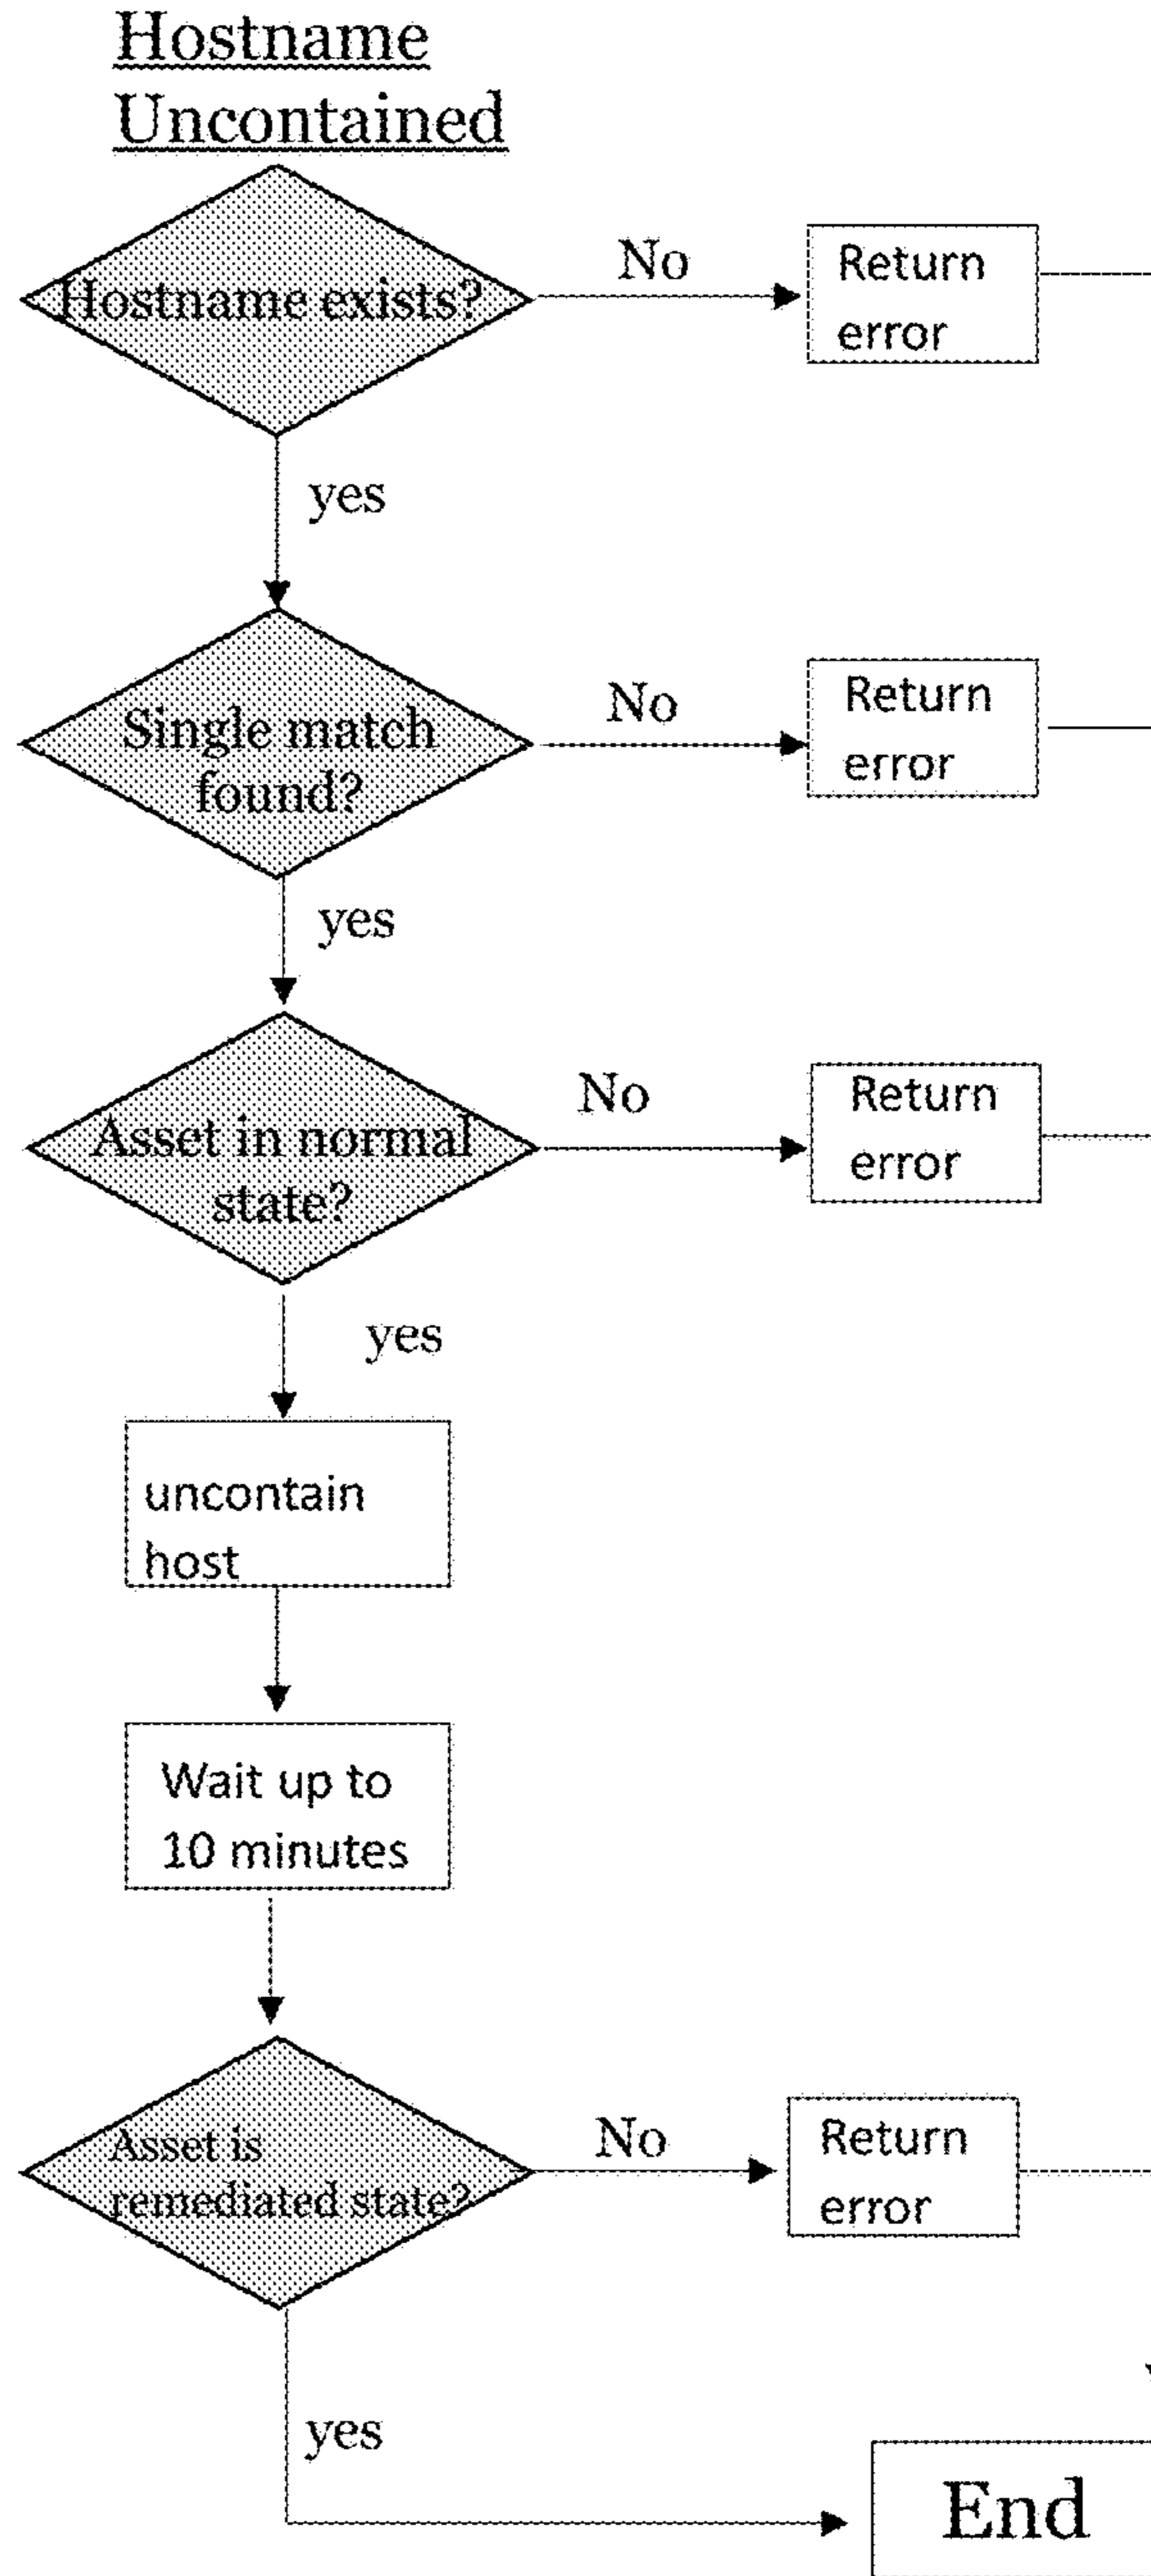 Hostname
Uncontained
Hostname exists?
No
Return
error
yes
Single match
found?
No
Return
error
yes
Asset in normal
state?
No
Return
error
yes
uncontain
host
Wait up to
10 minutes
Asset is
remediated state?
No
Return
error
yes
End